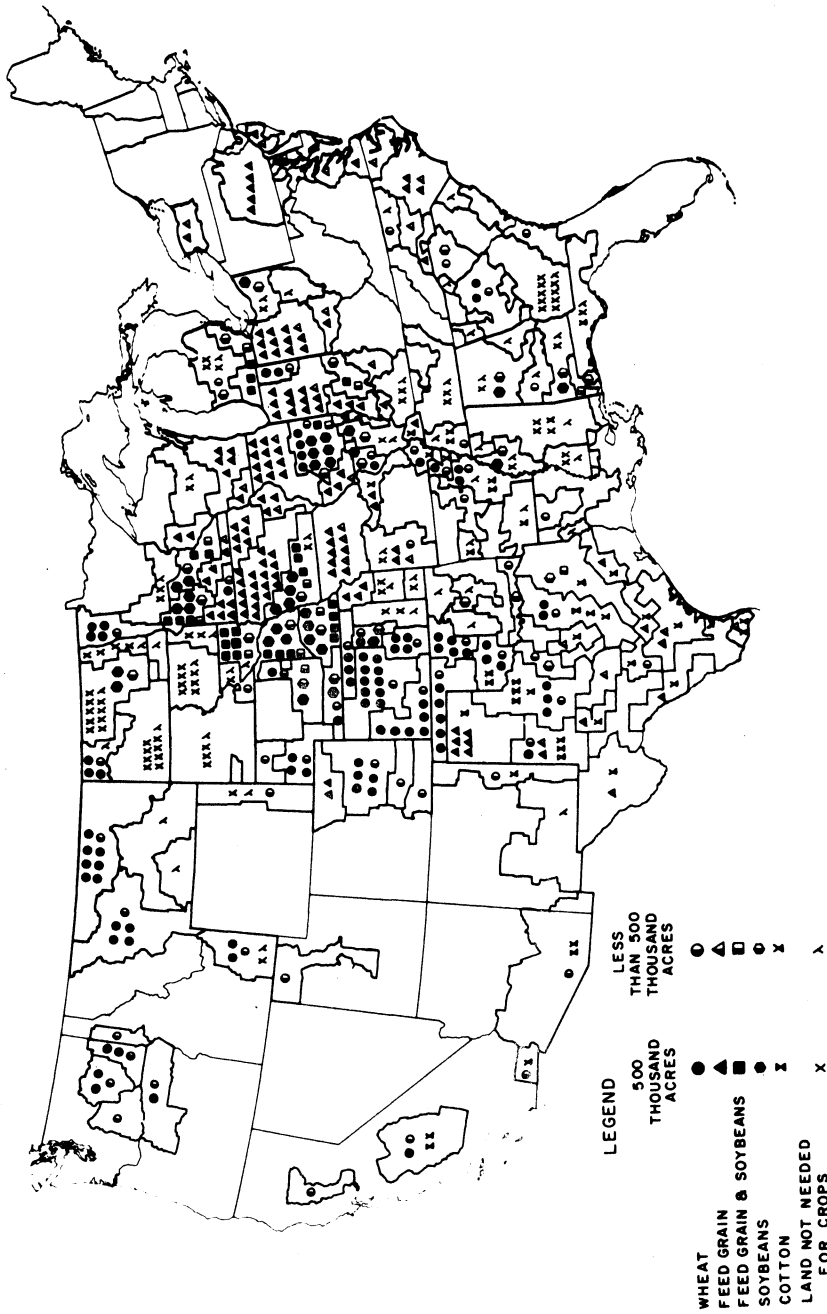 LEGEND
500
THOUSAND
ACRES
LESS
THAN 500
THOUSAND
ACRES
WHEAT
FEED GRAIN
FEED GRAIN & SOYBEANS
SOYBEANS
COTTON
LAND NOT NEEDED
FOR CROPS